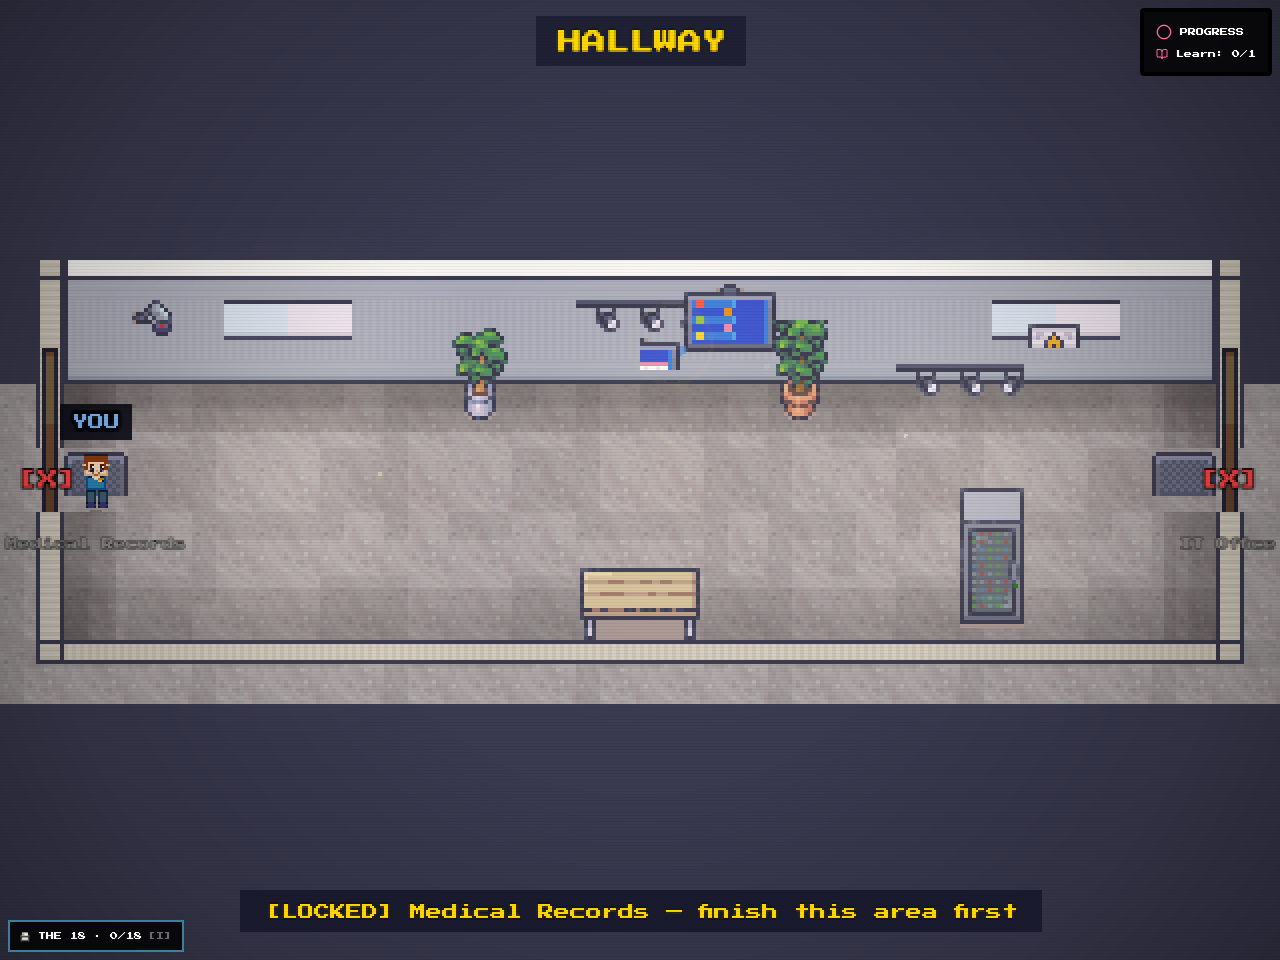 HALLWAY
PROGRESS
Learn: 0/1
YOU
[X]
[X]
Medical Records
IT Office
[LOCKED] Medical Records — finish this area first
THE 18 · 0/18 [I]